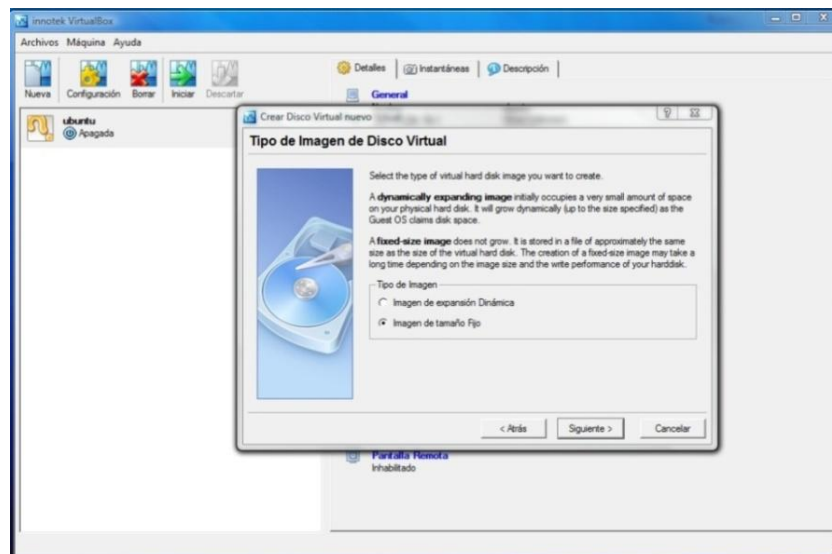 innotek VirtualBox
Archivos Máquina Ayuda
Nueva Configuración Borrar Iniciar Descartar
Detalles Instantáneas Descripción
General
ubuntu
Apagada
Crear Disco Virtual nuevo
Tipo de Imagen de Disco Virtual
Select the type of virtual hard disk image you want to create.
A dynamically expanding image initially occupies a very small amount of space
on your physical hard disk. It will grow dynamically (up to the size specified) as the
Guest OS claims disk space.
A fixed-size image does not grow. It is stored in a file of approximately the same
size as the size of the virtual hard disk. The creation of a fixed-size image may take a
long time depending on the image size and the write performance of your harddisk.
Tipo de Imagen
Imagen de expansión Dinámica
Imagen de tamaño Fijo
< Atrás Siguiente > Cancelar
Pantalla Remota
Inhabilitado